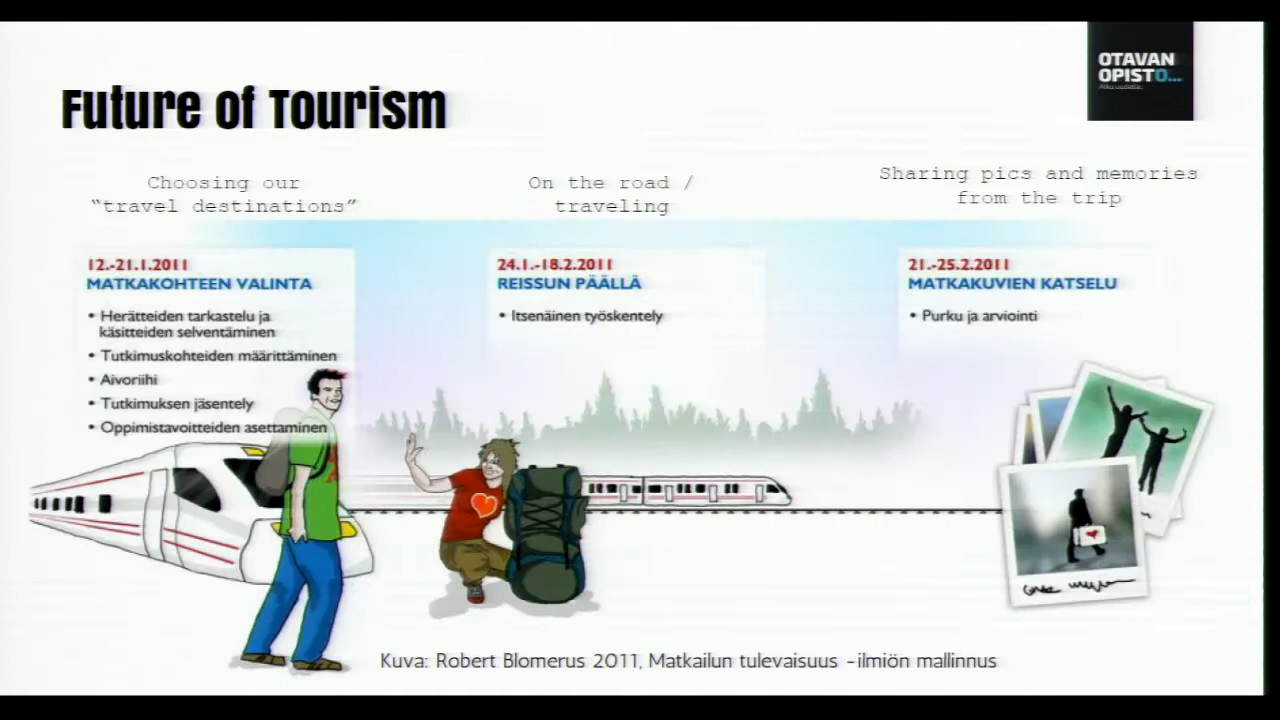 OTAVAN
OPISTO...
Alku uudelle.
Future of Tourism
Choosing our
“travel destinations”
On the road /
traveling
Sharing pics and memories
from the trip
12.-21.1.2011
MATKAKOHTEEN VALINTA
• Herätteiden tarkastelu ja
käsitteiden selventäminen
• Tutkimuskohteiden määrittäminen
• Aivoriihi
• Tutkimuksen jäsentely
• Oppimistavoitteiden asettaminen
24.1.-18.2.2011
REISSUN PÄÄLLÄ
• Itsenäinen työskentely
21.-25.2.2011
MATKAKUVIEN KATSELU
• Purku ja arviointi
Kuva: Robert Blomerus 2011, Matkailun tulevaisuus -ilmiön mallinnus